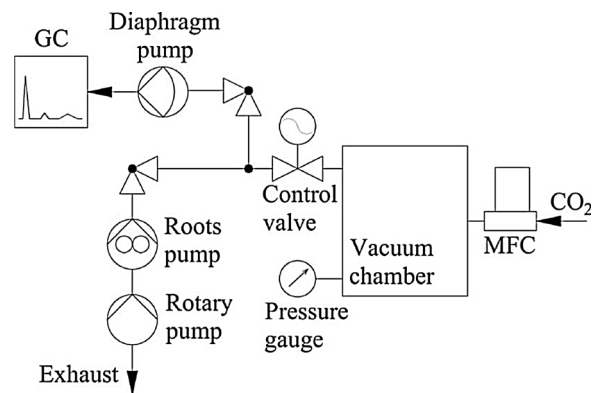 Diaphragm
pump
GC
Control
valve
CO2
MFC
Roots
pump
Vacuum
chamber
Rotary
pump
Pressure
gauge
Exhaust